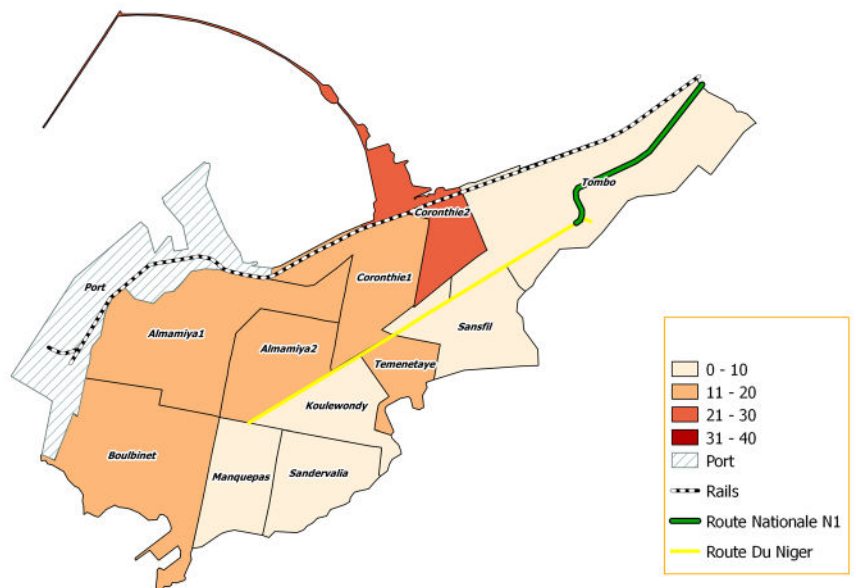 Tombo
Coronthie2
Port
Coronthie1
Almamiya1
Almamiya2
Sansfil
Temenetaye
Koulewondy
Boulbinet
Manquepas
Sandervalia
0 - 10
11 - 20
21 - 30
31 - 40
Port
Rails
Route Nationale N1
Route Du Niger